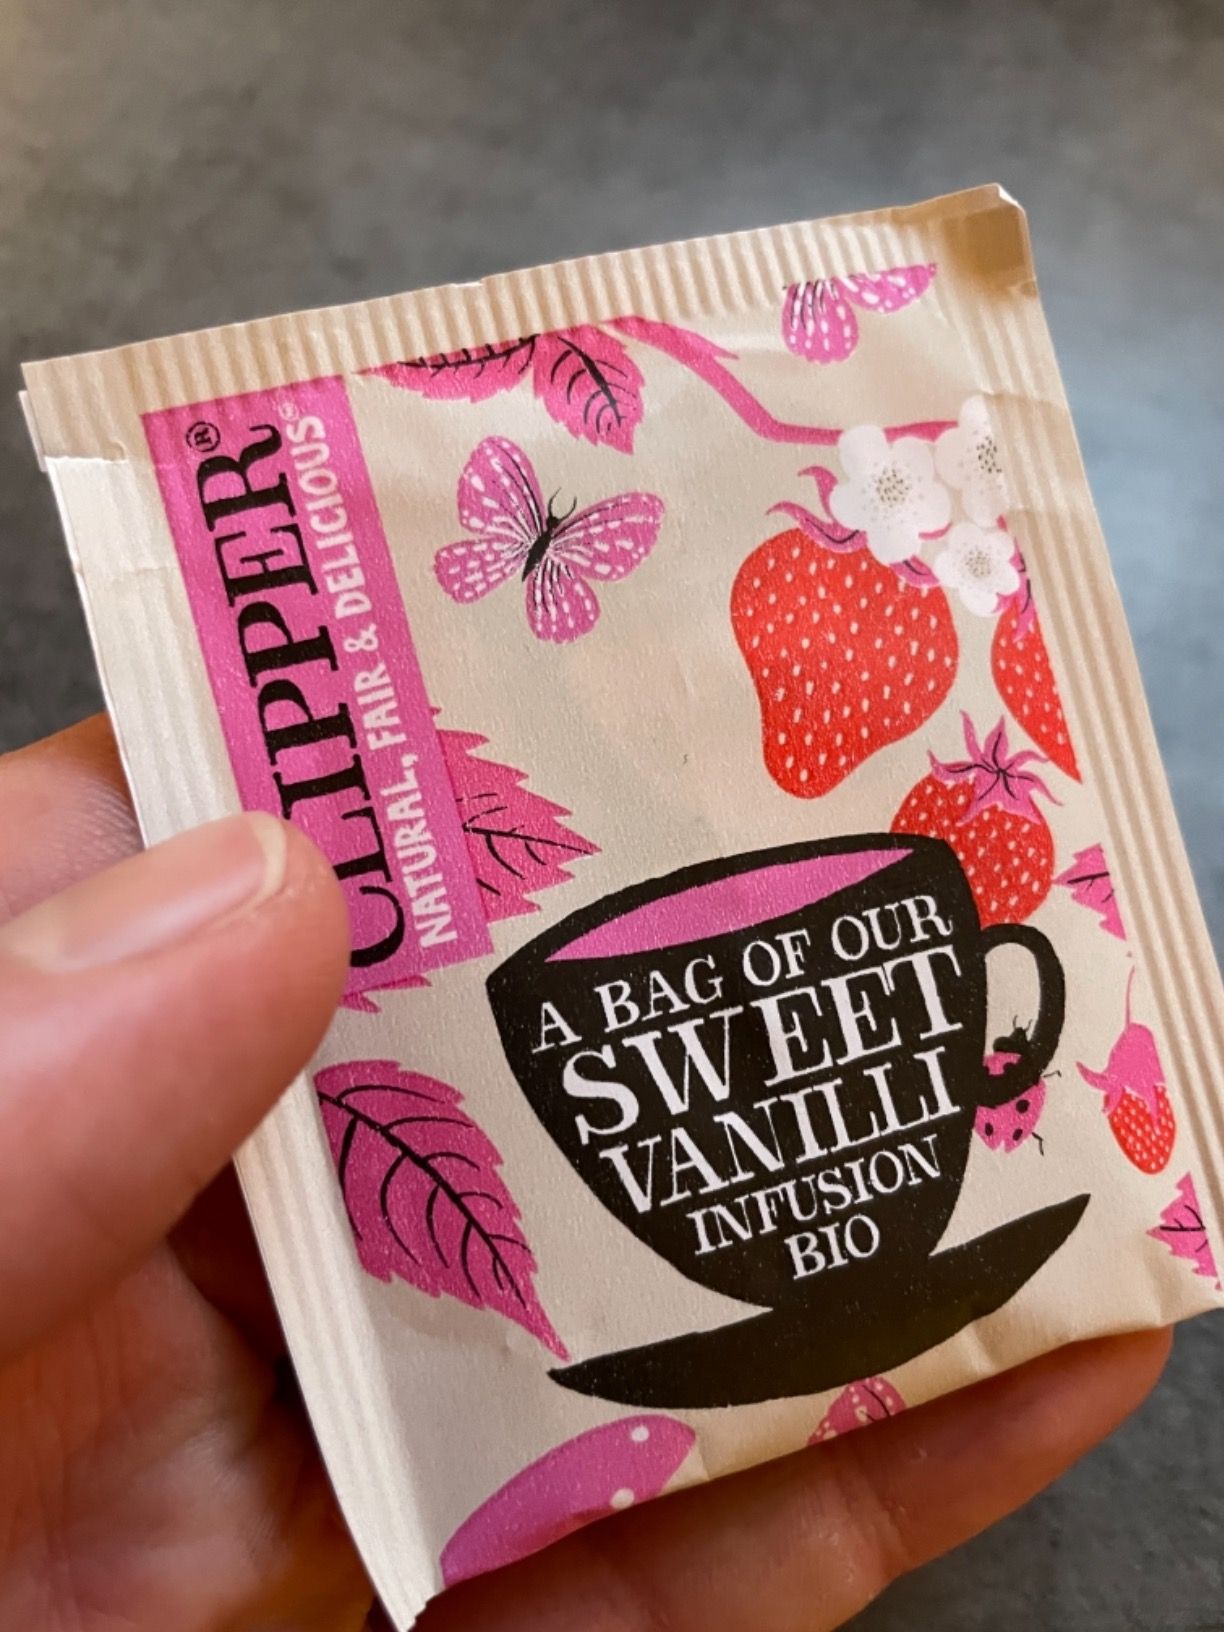 CLIPPER®
NATURAL, FAIR & DELICIOUS
A BAG OF OUR
SWEET
VANILLI
INFUSION
BIO